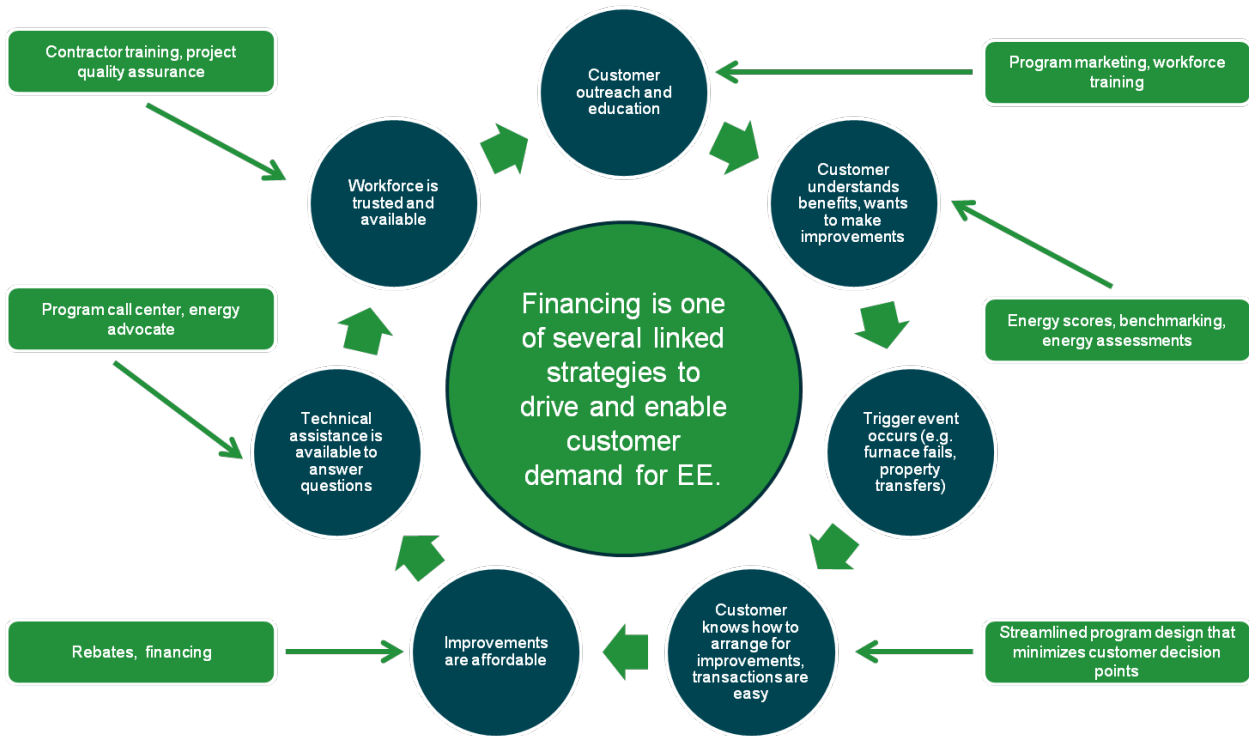 Contractor training, project
quality assurance
Customer
outreach and
education
Program marketing, workforce
training
Workforce is
trusted and
available
Customer
understands
benefits, wants
to make
improvements
Program call center, energy
advocate
Financing is one
of several linked
strategies to
drive and enable
customer
demand for EE.
Energy scores, benchmarking,
energy assessments
Technical
assistance is
available to
answer
questions
Trigger event
occurs (e.g.
furnace fails,
property
transfers)
Rebates, financing
Improvements
are affordable
Customer
knows how to
arrange for
improvements,
transactions are
easy
Streamlined program design that
minimizes customer decision
points